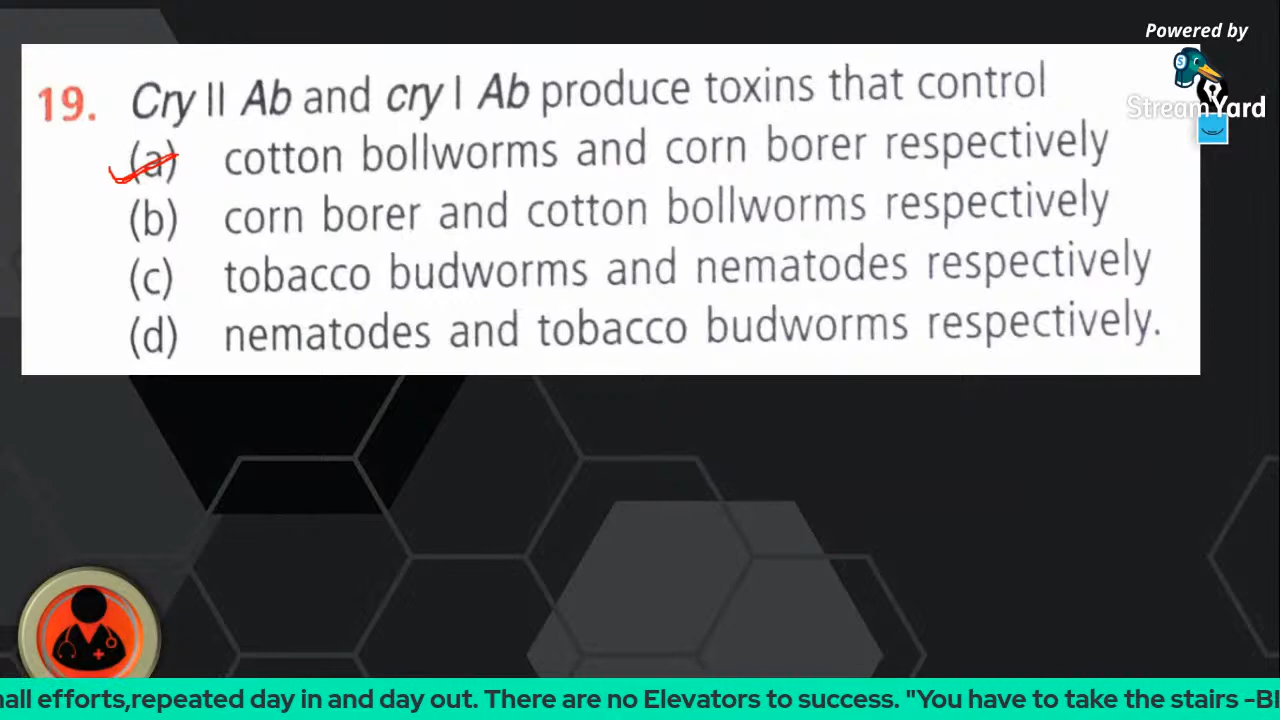 Powered by
StreamYard
19. Cry II Ab and cry I Ab produce toxins that control
(a) cotton bollworms and corn borer respectively
(b) corn borer and cotton bollworms respectively
(c) tobacco budworms and nematodes respectively
(d) nematodes and tobacco budworms respectively.
efforts,repeated day in and day out. There are no Elevators to success. "You have to take the stairs